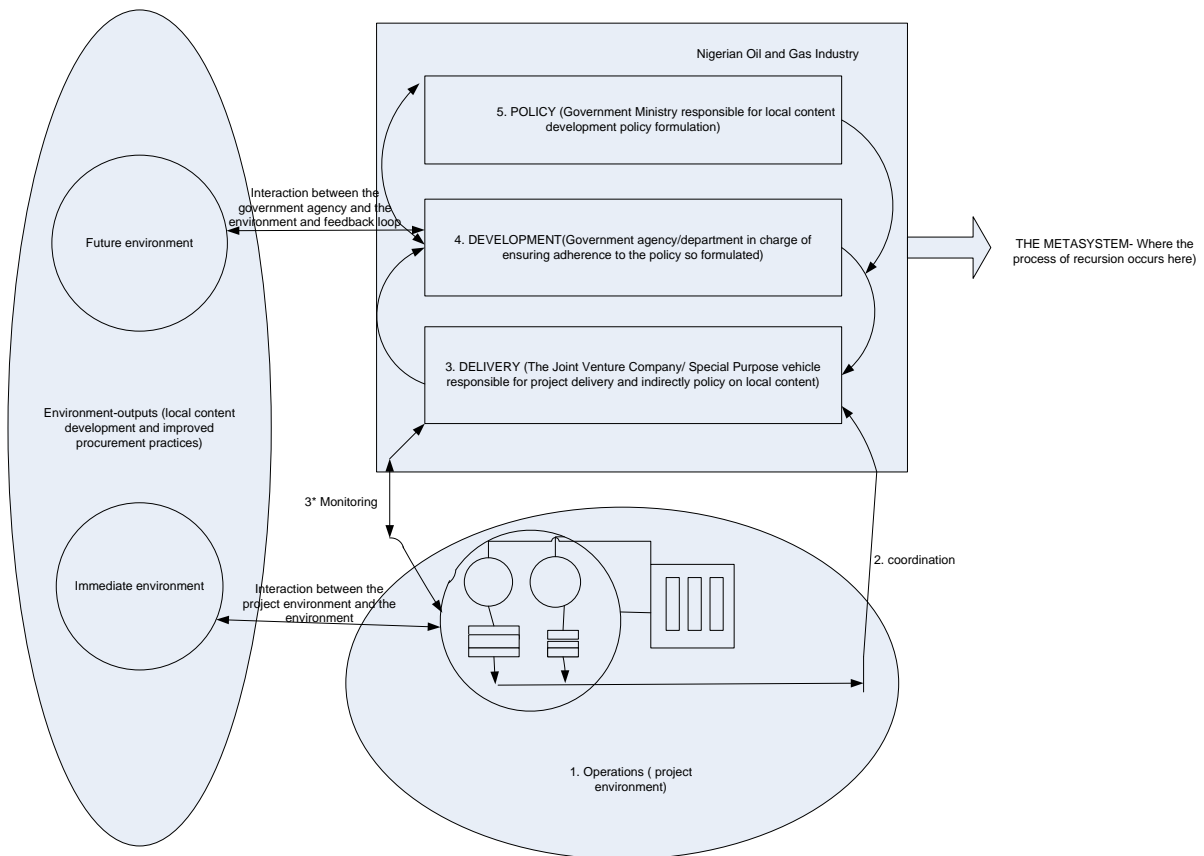 Nigerian Oil and Gas Industry
5. POLICY (Government Ministry responsible for local content
development policy formulation)
Interaction between the
government agency and the
environment and feedback loop
Future environment
4. DEVELOPMENT(Government agency/department in charge of
ensuring adherence to the policy so formulated)
THE METASYSTEM- Where the
process of recursion occurs here)
3. DELIVERY (The Joint Venture Company/ Special Purpose vehicle
responsible for project delivery and indirectly policy on local content)
Environment-outputs (local content
development and improved
procurement practices)
3* Monitoring
2. coordination
Immediate environment
Interaction between the
project environment and the
environment
1. Operations ( project
environment)